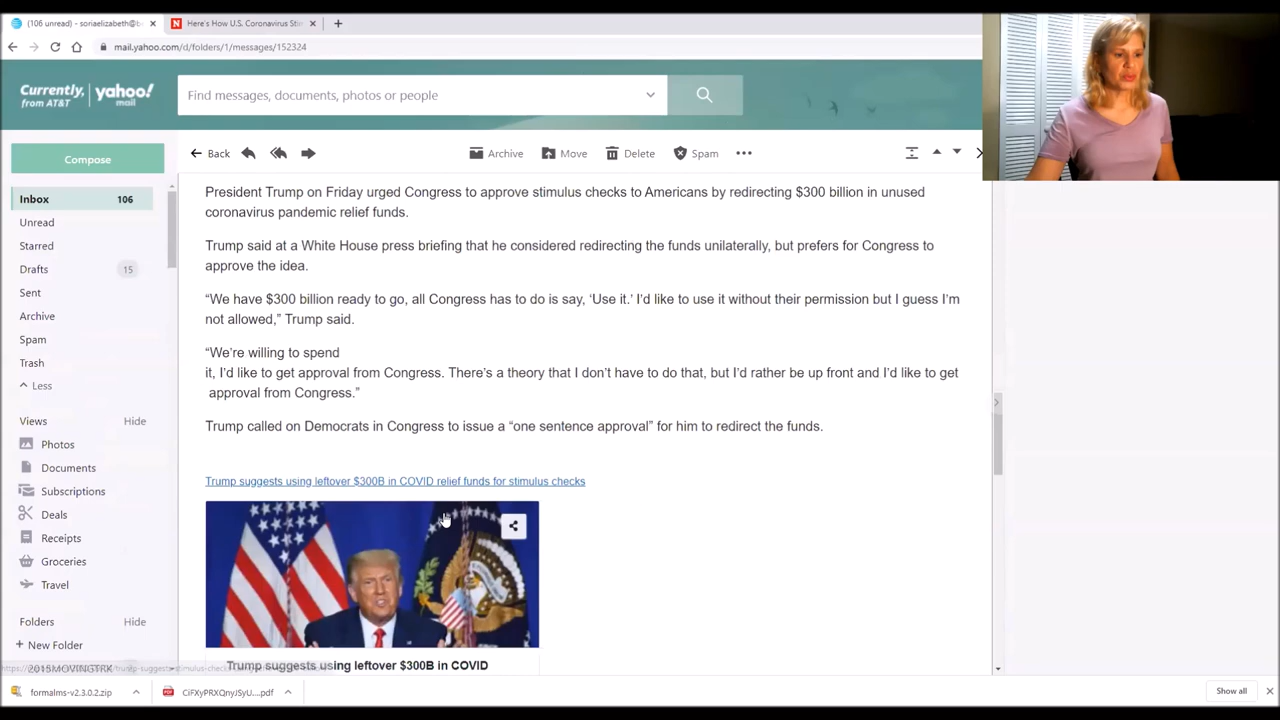 (106 unread) - soriaelizabeth@b
Here's How U.S. Coronavirus Sti
mail.yahoo.com/d/folders/1/messages/152324
Currently, from AT&T yahoo! mail
Find messages, documents, photos or people
Compose
Back
Archive
Move
Delete
Spam
Inbox 106
Unread
Starred
Drafts 15
Sent
Archive
Spam
Trash
Less
Views Hide
Photos
Documents
Subscriptions
Deals
Receipts
Groceries
Travel
Folders Hide
New Folder
President Trump on Friday urged Congress to approve stimulus checks to Americans by redirecting $300 billion in unused
coronavirus pandemic relief funds.
Trump said at a White House press briefing that he considered redirecting the funds unilaterally, but prefers for Congress to
approve the idea.
“We have $300 billion ready to go, all Congress has to do is say, ‘Use it.’ I’d like to use it without their permission but I guess I’m
not allowed,” Trump said.
“We’re willing to spend
it, I’d like to get approval from Congress. There’s a theory that I don’t have to do that, but I’d rather be up front and I’d like to get
approval from Congress.”
Trump called on Democrats in Congress to issue a “one sentence approval” for him to redirect the funds.
Trump suggests using leftover $300B in COVID relief funds for stimulus checks
Trump suggests using leftover $300B in COVID
formalms-v2.3.0.2.zip
CiFXyPRXQnyJSyU....pdf
Show all